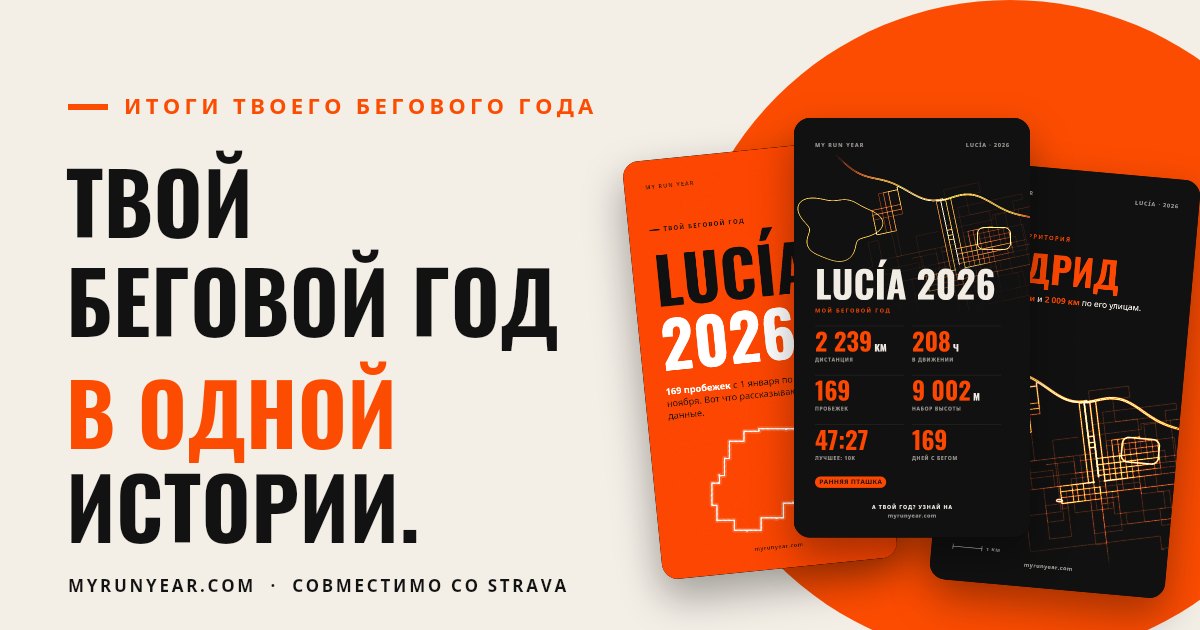 ИТОГИ ТВОЕГО БЕГОВОГО ГОДА
ТВОЙ
БЕГОВОЙ ГОД
В ОДНОЙ
ИСТОРИИ.
MYRUNYEAR.COM · СОВМЕСТИМО СО STRAVA
MY RUN YEAR
ТВОЙ БЕГОВОЙ ГОД
LUCÍA
2026
169 пробежек с 1 января по
ноября. Вот что
данные.
myrunyear.com
MY RUN YEAR
LUCÍA · 2026
LUCÍA 2026
МОЙ БЕГОВОЙ ГОД
2 239 КМ
ДИСТАНЦИЯ
208 Ч
В ДВИЖЕНИИ
169
ПРОБЕЖЕК
9 002 М
НАБОР ВЫСОТЫ
47:27
ЛУЧШЕЕ: 10K
169
ДНЕЙ С БЕГОМ
РАННЯЯ ПТАШКА
А ТВОЙ ГОД? УЗНАЙ НА
myrunyear.com
LUCÍA · 2026
и 2 009 км по его улицам.
1 КМ
myrunyear.com